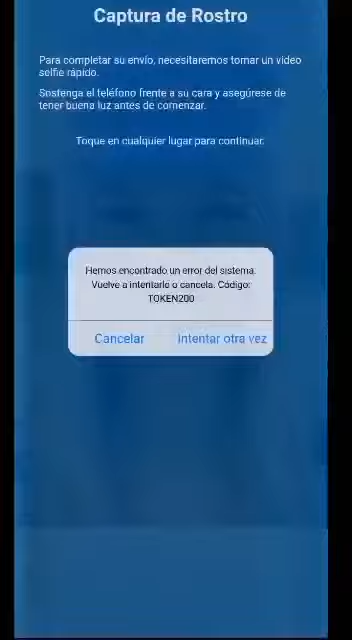 Captura de Rostro
Para completar su envío, necesitaremos tomar un video
selfie rápido.
Sostenga el teléfono frente a su cara y asegúrese de
tener buena luz antes de comenzar.
Toque en cualquier lugar para continuar.
Hemos encontrado un error del sistema.
Vuelve a intentarlo o cancela. Código:
TOKEN200
Cancelar
Intentar otra vez